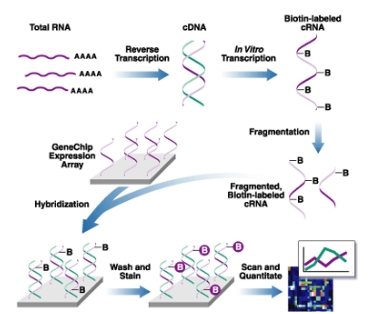 Total RNA
AAAA
AAAA
AAAA
Reverse
Transcription
cDNA
In Vitro
Transcription
Biotin-labeled
cRNA
B
B
B
B
Fragmentation
GeneChip
Expression
Array
B
B
B
Fragmented,
Biotin-labeled
cRNA
Hybridization
B
B
B
B
Wash and
Stain
B
B
B
B
Scan and
Quantitate